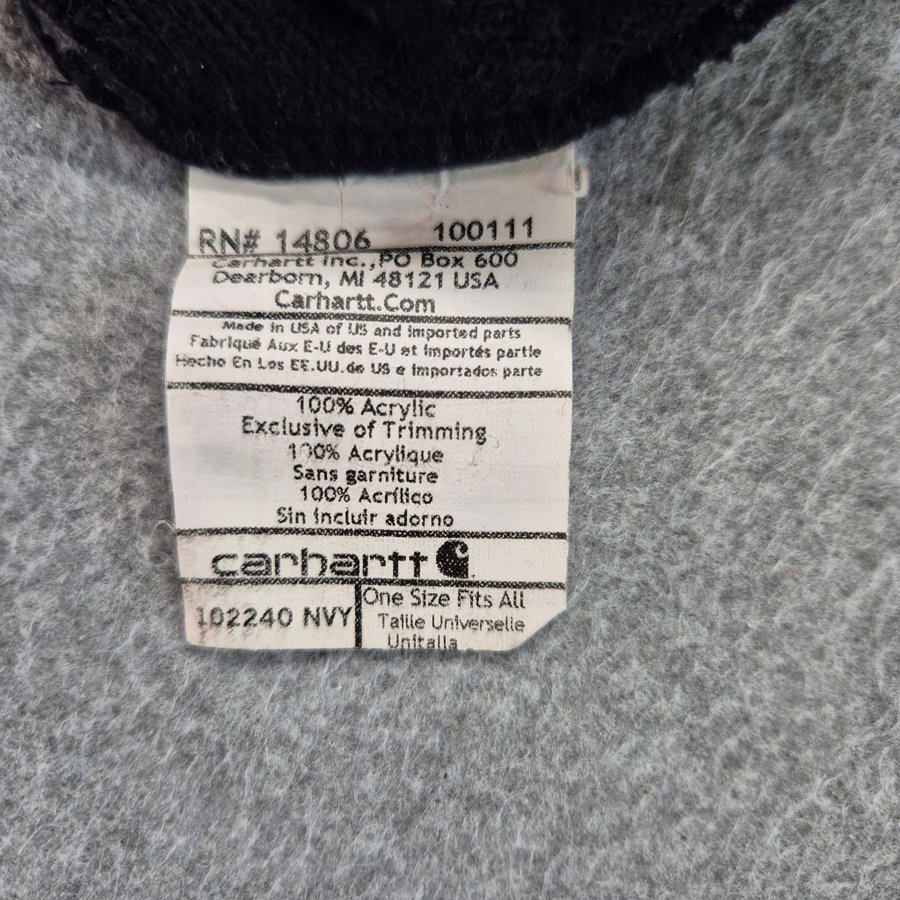 RN# 14806 100111
Carhartt Inc.,PO Box 600
Dearborn, MI 48121 USA
Carhartt.Com
Made in USA of US and imported parts
Fabriqué Aux E-U des E-U et importés partie
Hecho En Los EE.UU.de US e importados parte
100% Acrylic
Exclusive of Trimming
100% Acrylique
Sans garniture
100% Acrílico
Sin incluir adorno
carhartt
102240 NVY
One Size Fits All
Taille Universelle
Unitalla